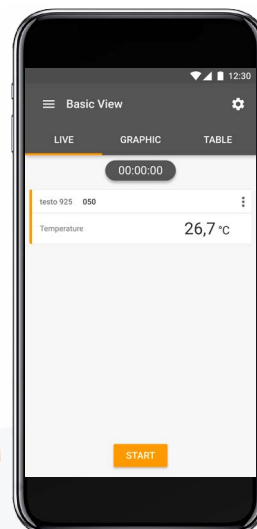 12:30
Basic View
LIVE GRAPHIC TABLE
00:00:00
testo 925 050
Temperature 26,7 °C
START